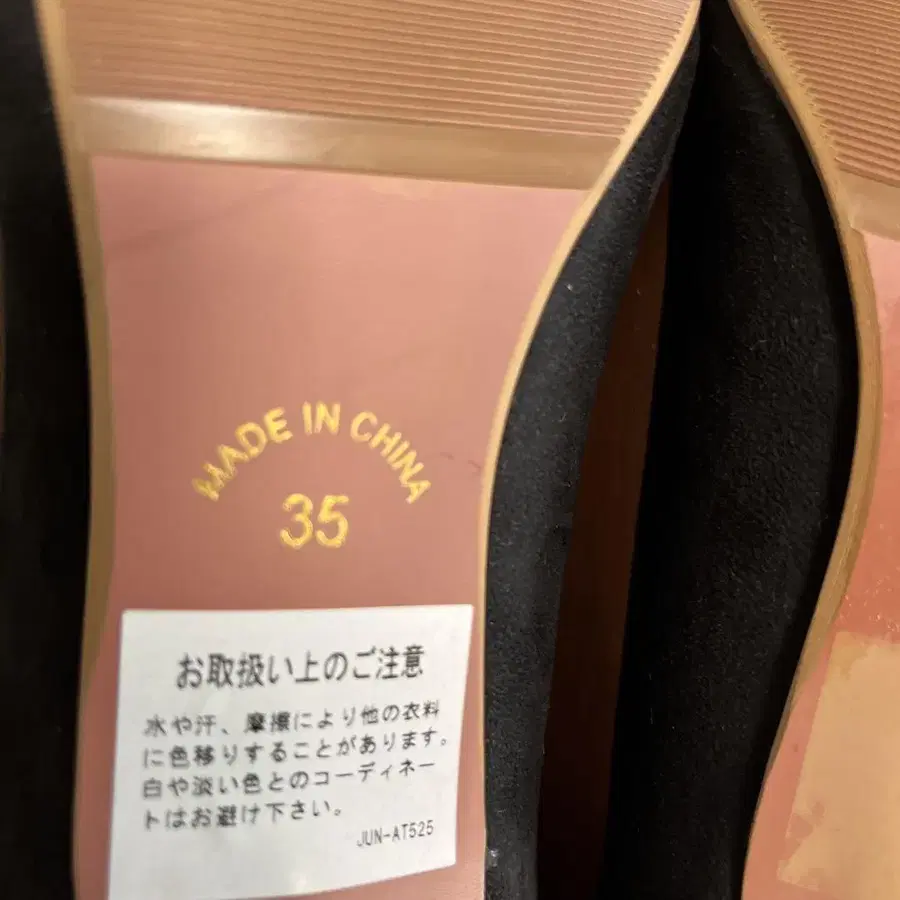 MADE IN CHINA
35
お取扱い上のご注意
水や汗、摩擦により他の衣料
に色移りすることがあります。
白や淡い色とのコーディネー
トはお避け下さい。
JUN-AT525